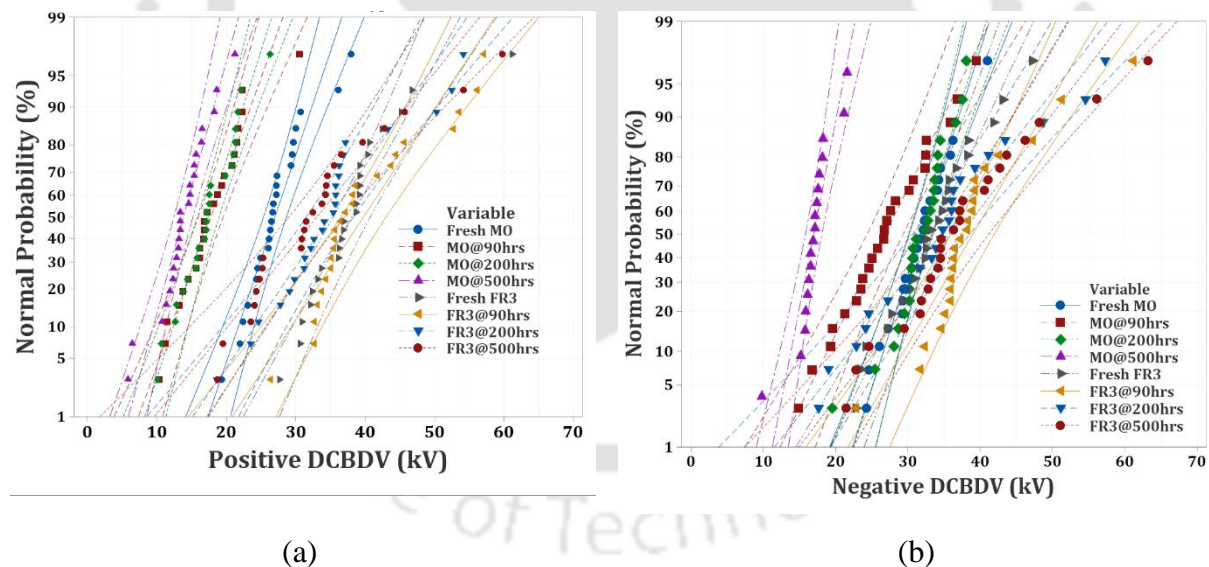 99
95
90
80
70
60
50
40
30
20
10
5
1
Normal Probability (%)
0 10 20 30 40 50 60 70
Positive DCBDV (kV)
Variable
Fresh MO
MO@90hrs
MO@200hrs
MO@500hrs
Fresh FR3
FR3@90hrs
FR3@200hrs
FR3@500hrs
(a)
99
95
90
80
70
60
50
40
30
20
10
5
1
Normal Probability (%)
0 10 20 30 40 50 60 70
Negative DCBDV (kV)
Variable
Fresh MO
MO@90hrs
MO@200hrs
MO@500hrs
Fresh FR3
FR3@90hrs
FR3@200hrs
FR3@500hrs
(b)
of Techn